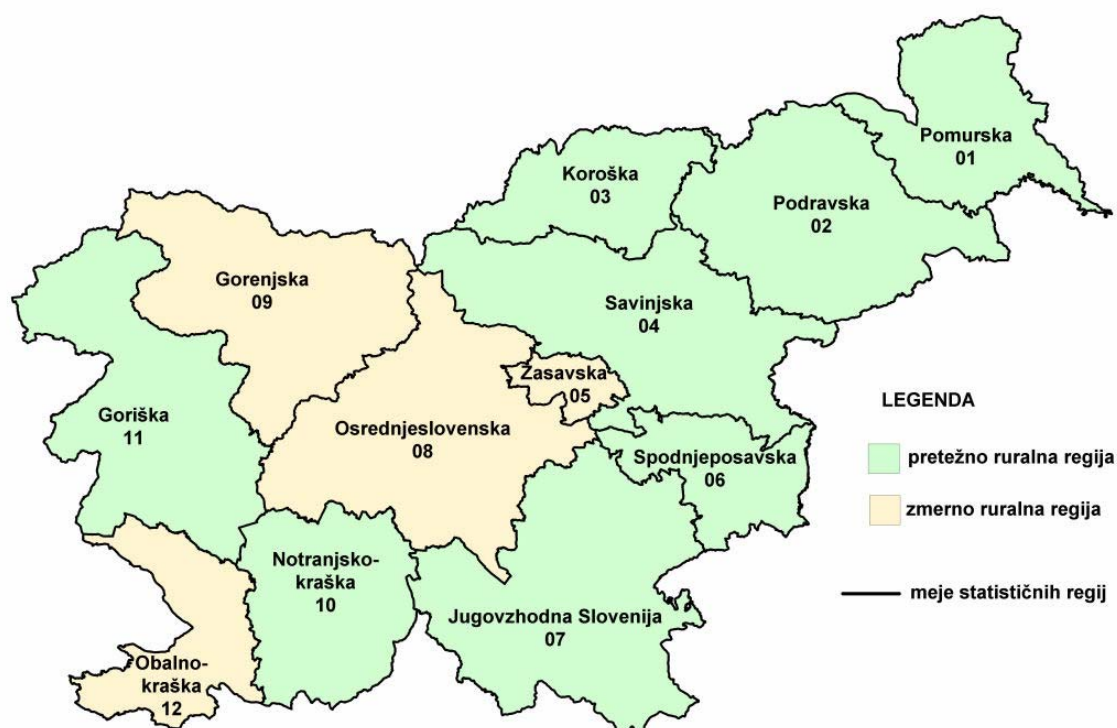 Pomurska
01
Koroška
03
Podravska
02
Gorenjska
09
Savinjska
04
Zasavska
05
Goriška
11
Osrednjeslovenska
08
Spodnjeposavska
06
Notranjsko-
kraška
10
Jugovzhodna Slovenija
07
Obalno-
kraška
12
LEGENDA
pretežno ruralna regija
zmerno ruralna regija
meje statističnih regij